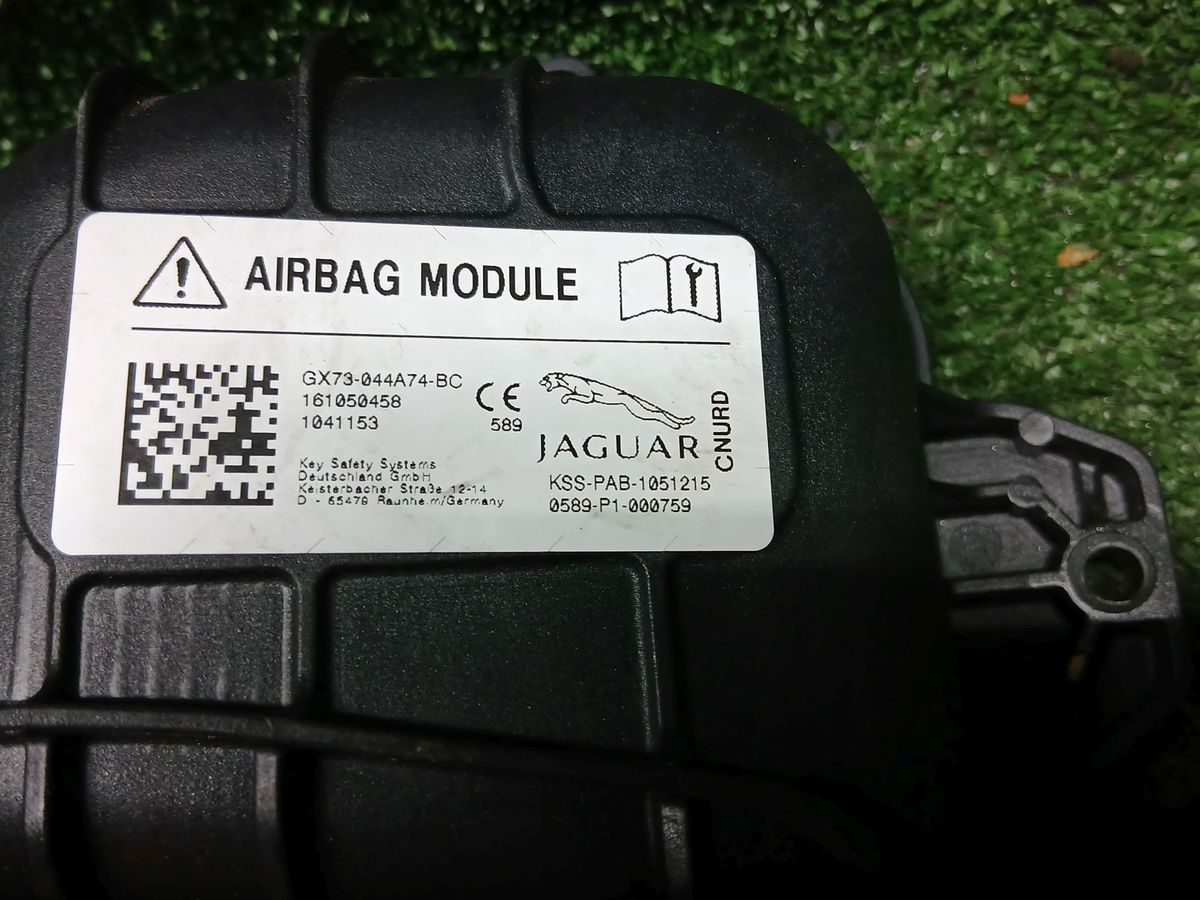 AIRBAG MODULE
GX73-044A74-BC
161050458
1041153
CE
589
JAGUAR
CNURD
Key Safety Systems
Deutschland GmbH
Kelsterbacher Straße 12-14
D - 65479 Raunheim/Germany
KSS-PAB-1051215
0589-P1-000759